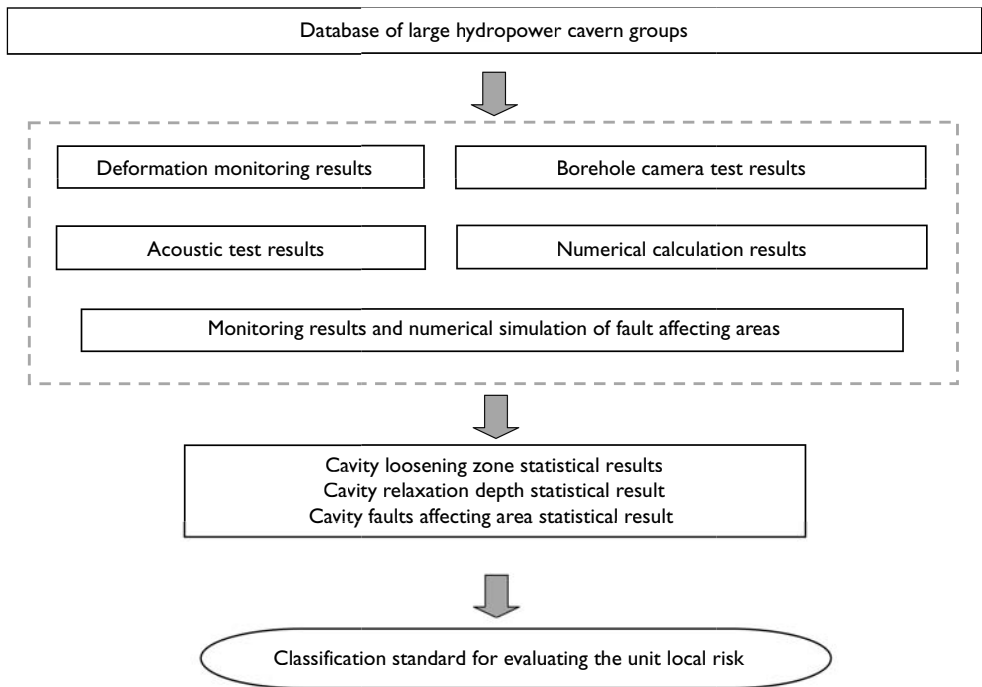 Database of large hydropower cavern groups
Deformation monitoring results
Borehole camera test results
Acoustic test results
Numerical calculation results
Monitoring results and numerical simulation of fault affecting areas
Cavity loosening zone statistical results
Cavity relaxation depth statistical result
Cavity faults affecting area statistical result
Classification standard for evaluating the unit local risk